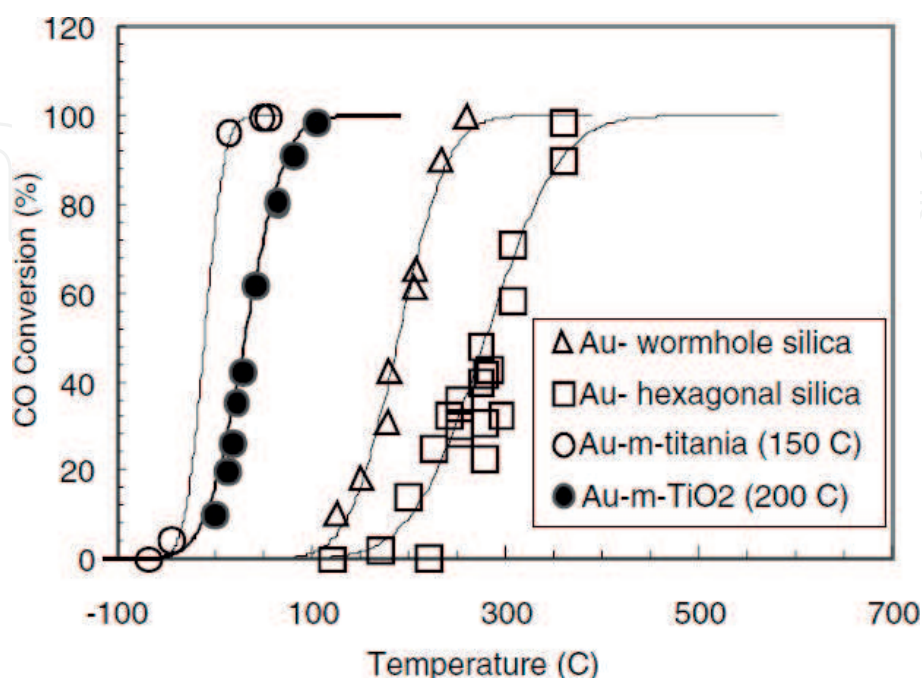 120
100
80
60
40
20
0
CO Conversion (%)
-100 100 300 500 700
Temperature (C)
Au- wormhole silica
Au- hexagonal silica
Au-m-titania (150 C)
Au-m-TiO2 (200 C)